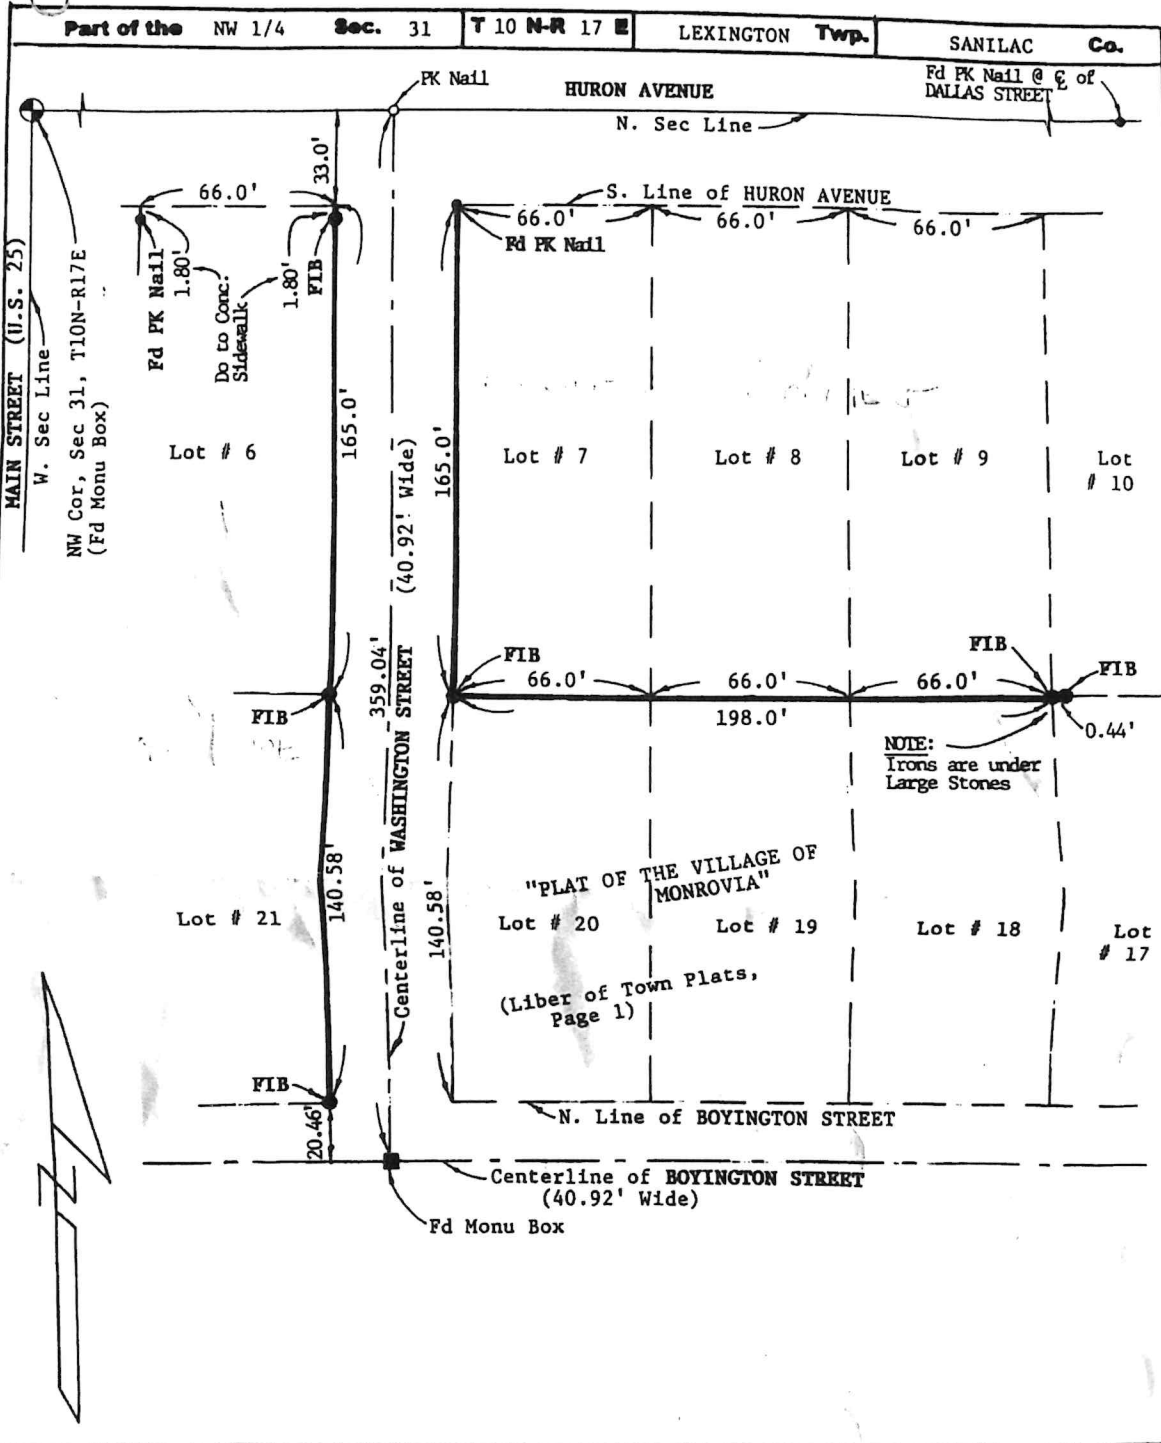 Part of the NW 1/4 Sec. 31 T 10 N-R 17 E LEXINGTON Twp. SANILAC Co.
PK Nail
HURON AVENUE
Fd PK Nail @ ℄ of
DALLAS STREET
N. Sec Line
33.0'
66.0'
S. Line of HURON AVENUE
66.0' 66.0' 66.0'
Fd PK Nail
MAIN STREET (U.S. 25)
W. Sec Line
NW Cor, Sec 31, T10N-R17E
(Fd Monu Box)
Fd PK Nail
1.80'
Do to Conc.
Sidewalk
1.80'
FIB
165.0'
(40.92' Wide)
165.0'
Lot # 6
Lot # 7
Lot # 8
Lot # 9
Lot
# 10
FIB
FIB
FIB
66.0' 66.0' 66.0'
FIB
359.04'
198.0'
0.44'
NOTE:
Irons are under
Large Stones
Centerline of WASHINGTON STREET
140.58'
140.58'
"PLAT OF THE VILLAGE OF
MONROVIA"
Lot # 21
Lot # 20
Lot # 19
Lot # 18
Lot
# 17
(Liber of Town Plats,
Page 1)
FIB
20.46'
N. Line of BOYINGTON STREET
Centerline of BOYINGTON STREET
(40.92' Wide)
Fd Monu Box